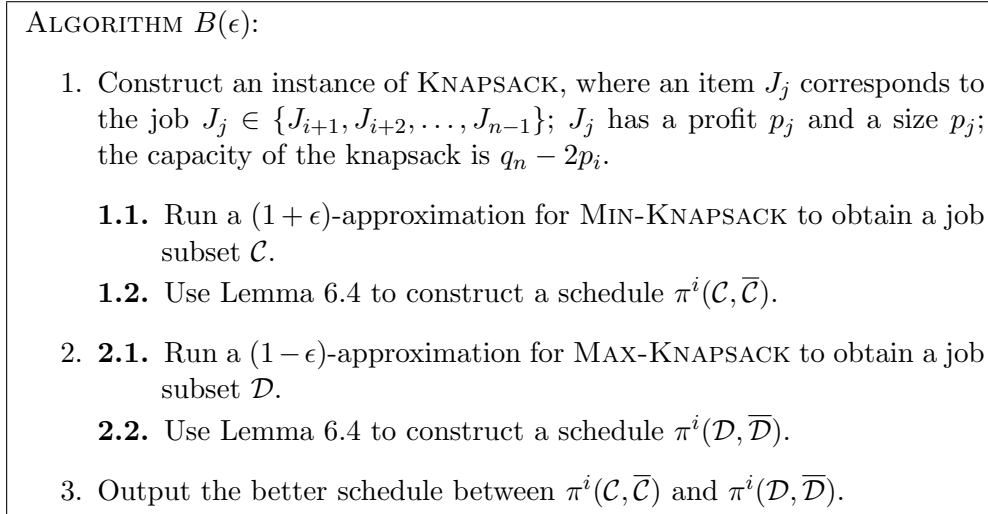 ALGORITHM B(ϵ):
1. Construct an instance of KNAPSACK, where an item J_j corresponds to
the job J_j ∈ {J_{i+1}, J_{i+2}, . . . , J_{n−1}}; J_j has a profit p_j and a size p_j;
the capacity of the knapsack is q_n − 2p_i.
1.1. Run a (1 + ϵ)-approximation for MIN-KNAPSACK to obtain a job
subset 𝒞.
1.2. Use Lemma 6.4 to construct a schedule π^i(𝒞, \overline{𝒞}).
2. 2.1. Run a (1−ϵ)-approximation for MAX-KNAPSACK to obtain a job
subset 𝒟.
2.2. Use Lemma 6.4 to construct a schedule π^i(𝒟, \overline{𝒟}).
3. Output the better schedule between π^i(𝒞, \overline{𝒞}) and π^i(𝒟, \overline{𝒟}).